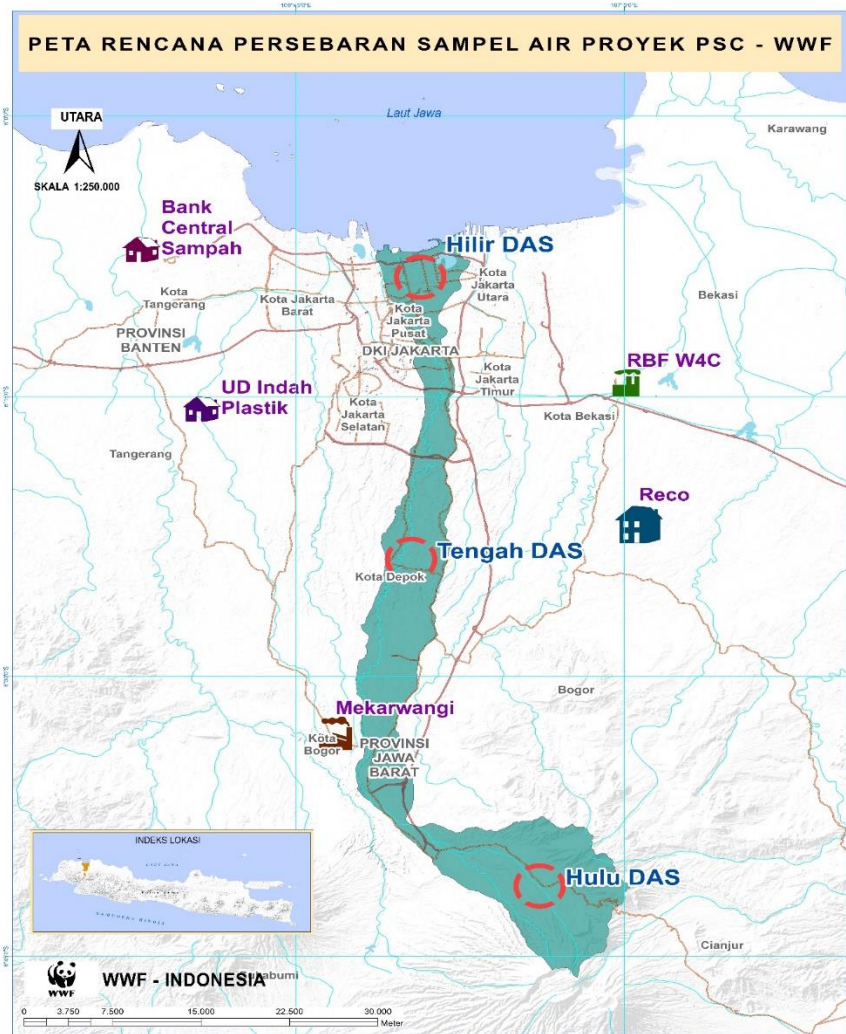 PETA RENCANA PERSEBARAN SAMPEL AIR PROYEK PSC - WWF
Laut Jawa
UTARA
SKALA 1:250.000
Karawang
Bank
Central
Sampah
Hilir DAS
Kota
Tangerang
Kota Jakarta
Barat
Kota
Jakarta
Utara
Bekasi
Kota
Jakarta
Pusat
PROVINSI
BANTEN
DKI JAKARTA
Kota
Jakarta
Timur
RBF W4C
UD Indah
Plastik
Kota
Jakarta
Selatan
Kota Bekasi
Tangerang
Reco
Tengah DAS
Kota Depok
Bogor
Mekarwangi
Kota
Bogor
PROVINSI
JAWA
BARAT
INDEKS LOKASI
Hulu DAS
Cianjur
WWF
WWF - INDONESIA
0 3.750 7.500 15.000 22.500 30.000
Meter